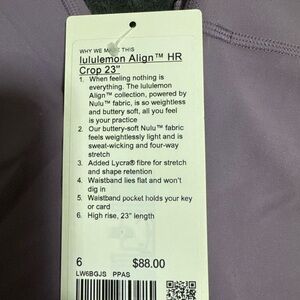 WHY WE MADE THIS
lululemon Align™ HR
Crop 23"
1. When feeling nothing is
everything. The lululemon
Align™ collection, powered by
Nulu™ fabric, is so weightless
and buttery soft, all you feel
is your practice
2. Our buttery-soft Nulu™ fabric
feels weightlessly light and is
sweat-wicking and four-way
stretch
3. Added Lycra® fibre for stretch
and shape retention
4. Waistband lies flat and won't
dig in
5. Waistband pocket holds your key
or card
6. High rise, 23" length
6 $88.00
LW6BGJS PPAS